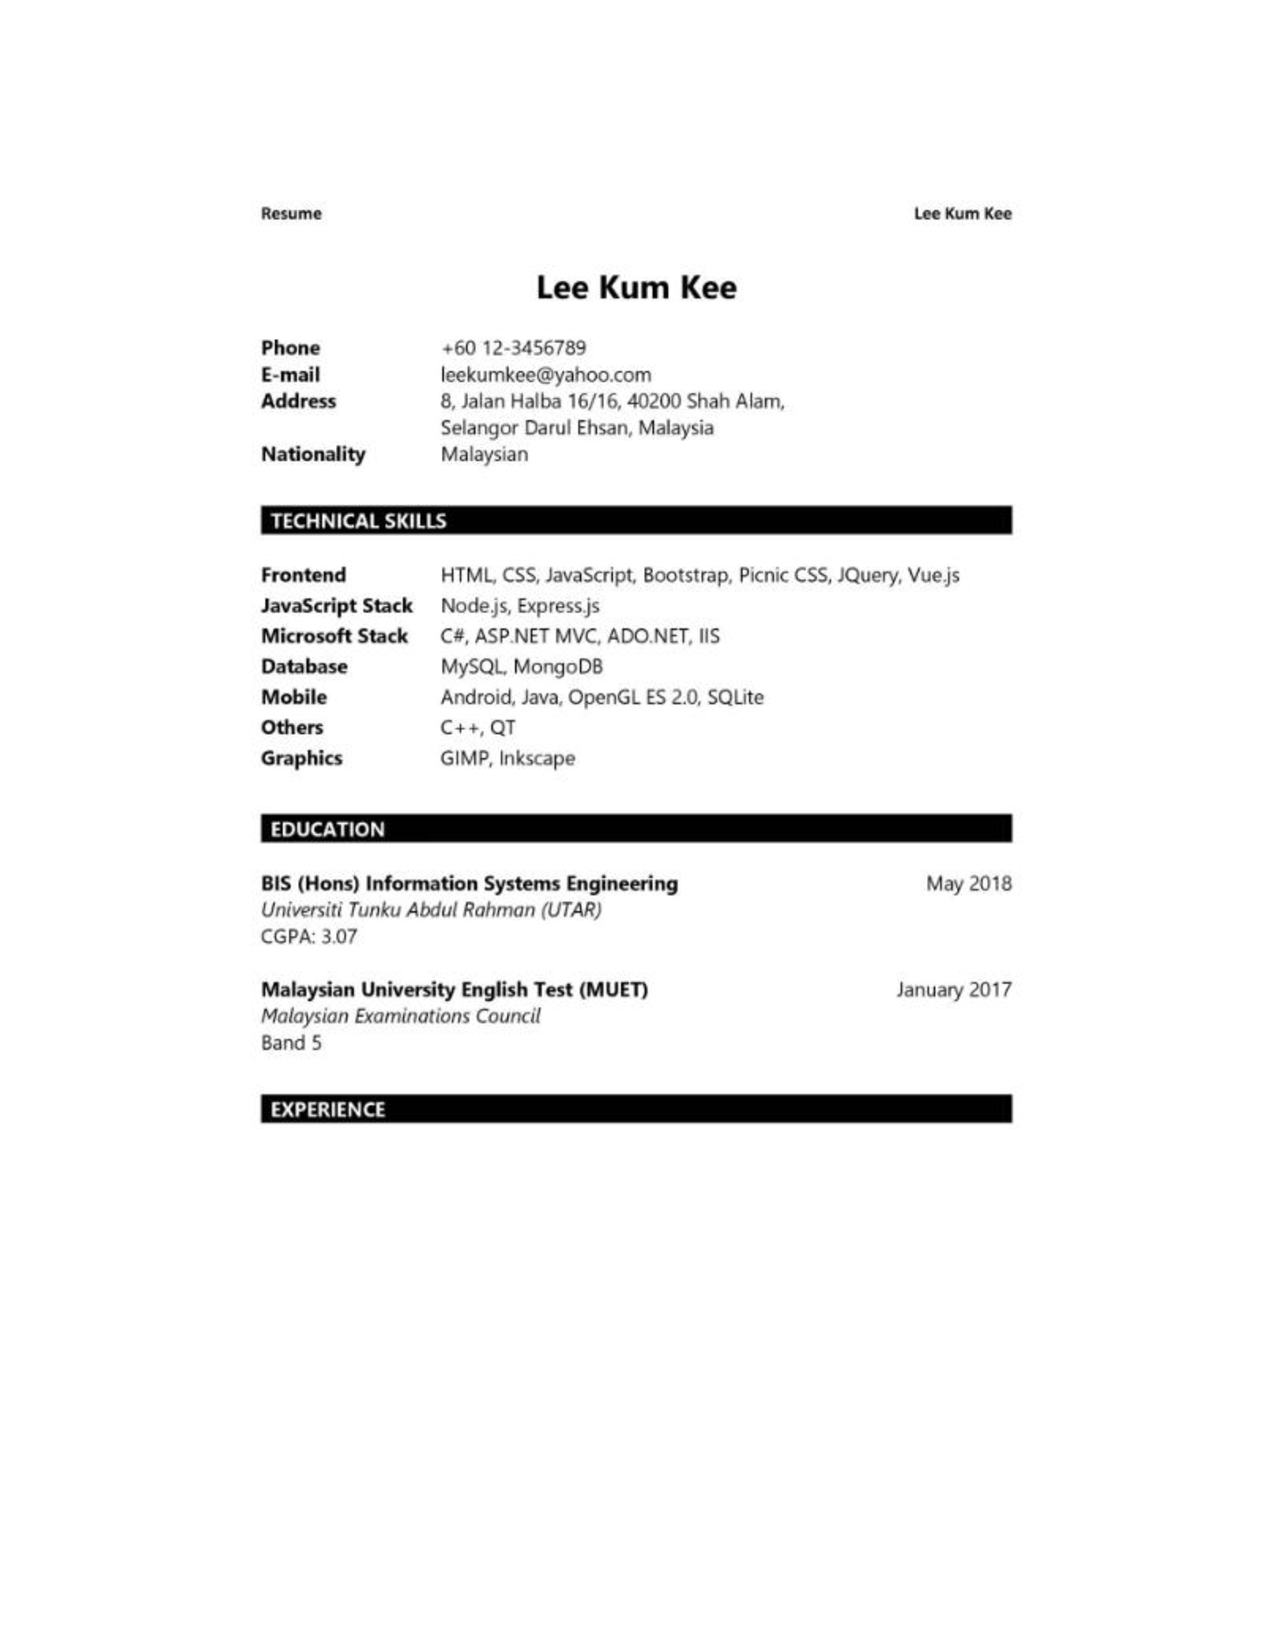 Resume Lee Kum Kee
Lee Kum Kee
Phone +60 12-3456789
E-mail leekumkee@yahoo.com
Address 8, Jalan Halba 16/16, 40200 Shah Alam,
Selangor Darul Ehsan, Malaysia
Nationality Malaysian
TECHNICAL SKILLS
Frontend HTML, CSS, JavaScript, Bootstrap, Picnic CSS, JQuery, Vue.js
JavaScript Stack Node.js, Express.js
Microsoft Stack C#, ASP.NET MVC, ADO.NET, IIS
Database MySQL, MongoDB
Mobile Android, Java, OpenGL ES 2.0, SQLite
Others C++, QT
Graphics GIMP, Inkscape
EDUCATION
BIS (Hons) Information Systems Engineering May 2018
Universiti Tunku Abdul Rahman (UTAR)
CGPA: 3.07
Malaysian University English Test (MUET) January 2017
Malaysian Examinations Council
Band 5
EXPERIENCE